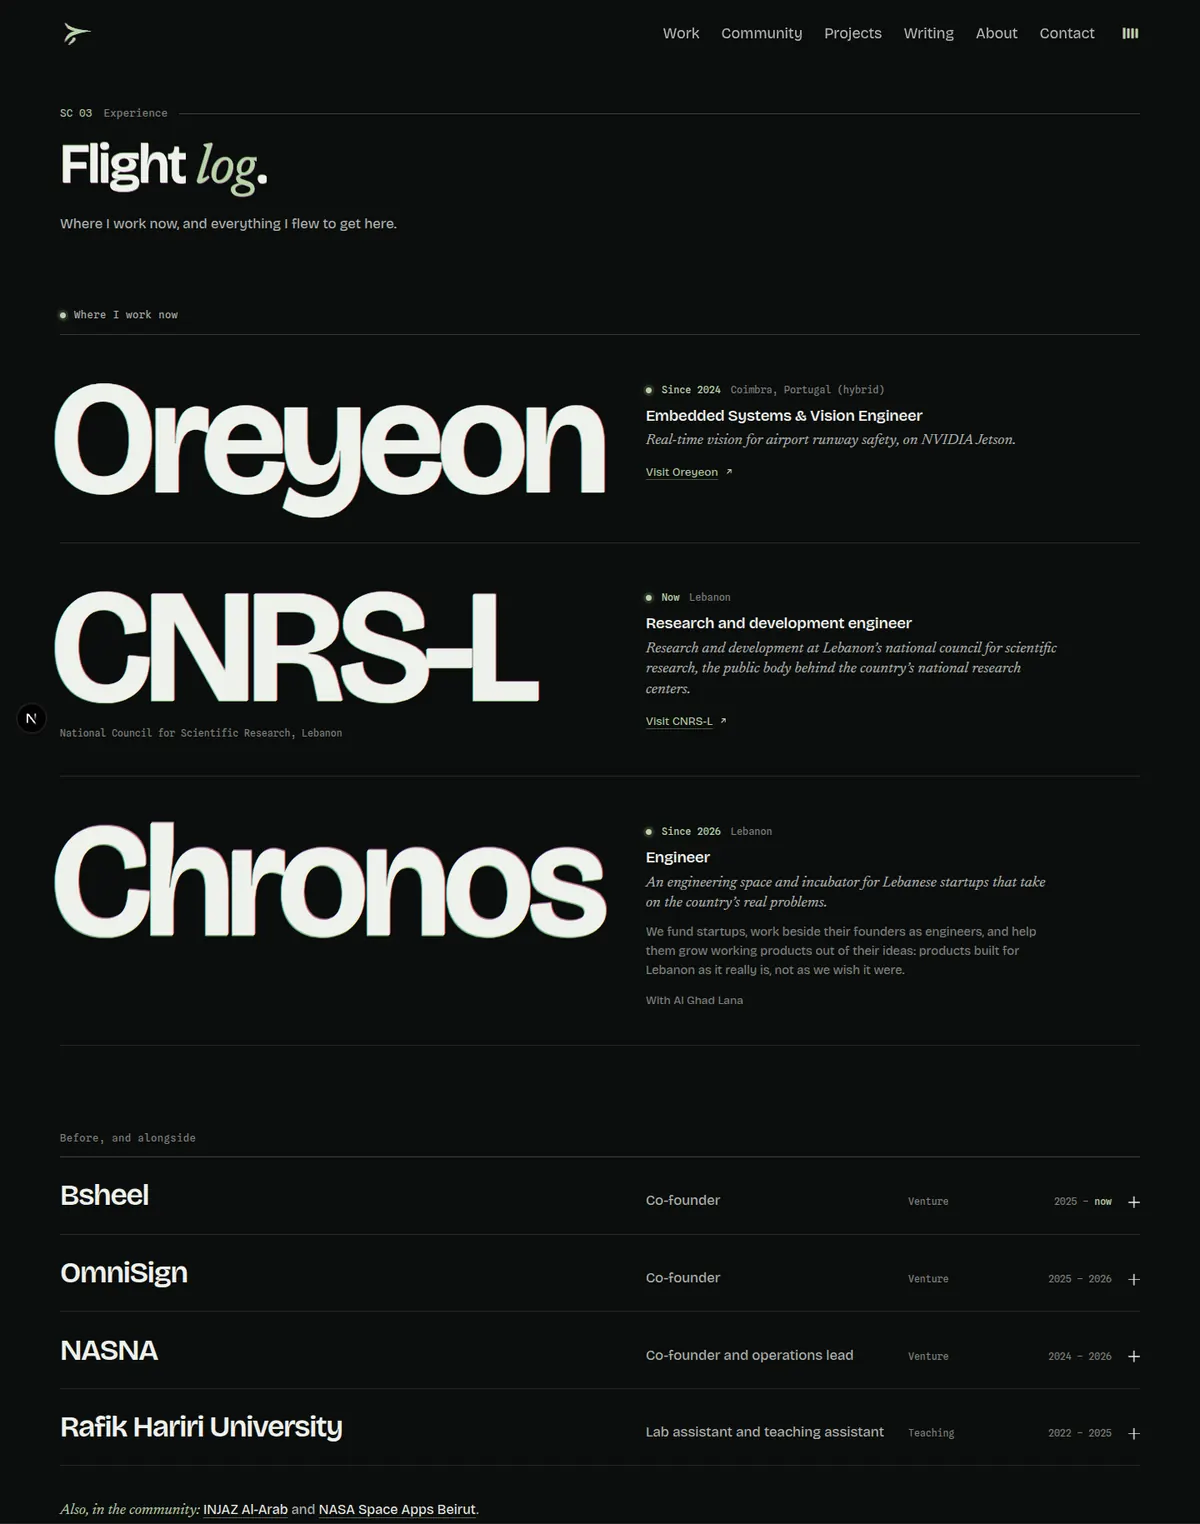 Work Community Projects Writing About Contact
SC 03 Experience
Flight log.
Where I work now, and everything I flew to get here.
Where I work now
Oreyeon
Since 2024 Coimbra, Portugal (hybrid)
Embedded Systems & Vision Engineer
Real-time vision for airport runway safety, on NVIDIA Jetson.
Visit Oreyeon ↗
CNRS-L
National Council for Scientific Research, Lebanon
Now Lebanon
Research and development engineer
Research and development at Lebanon's national council for scientific
research, the public body behind the country's national research
centers.
Visit CNRS-L ↗
N
Chronos
Since 2026 Lebanon
Engineer
An engineering space and incubator for Lebanese startups that take
on the country's real problems.
We fund startups, work beside their founders as engineers, and help
them grow working products out of their ideas: products built for
Lebanon as it really is, not as we wish it were.
With Al Ghad Lana
Before, and alongside
Bsheel Co-founder Venture 2025 – now +
OmniSign Co-founder Venture 2025 – 2026 +
NASNA Co-founder and operations lead Venture 2024 – 2026 +
Rafik Hariri University Lab assistant and teaching assistant Teaching 2022 – 2025 +
Also, in the community: INJAZ Al-Arab and NASA Space Apps Beirut.